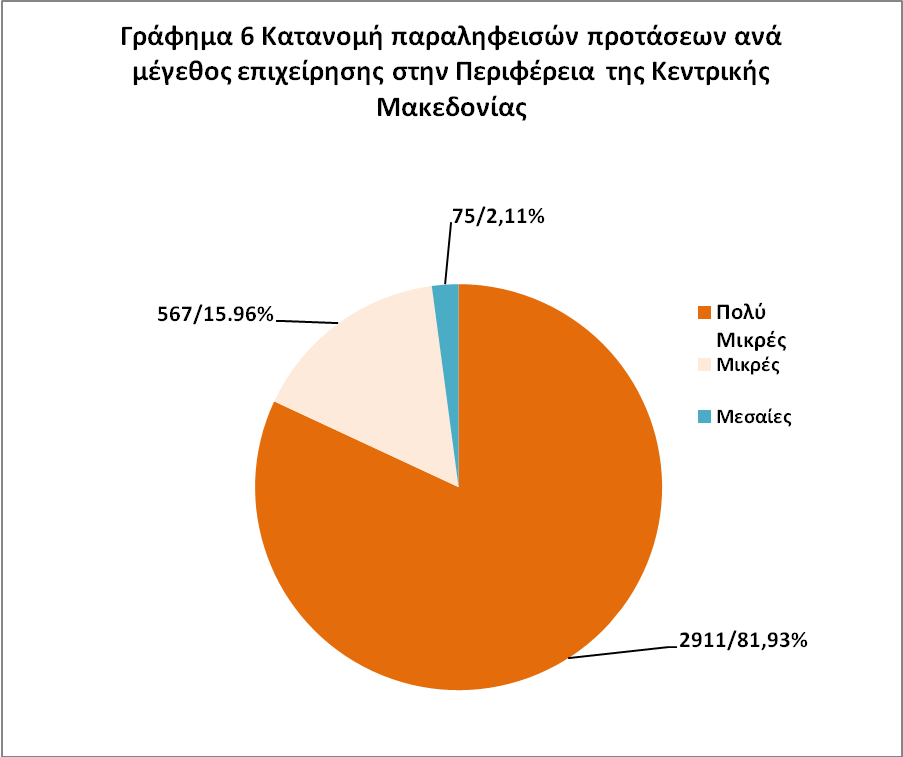 Γράφημα 6 Κατανομή παραληφεισών προτάσεων ανά
μέγεθος επιχείρησης στην Περιφέρεια της Κεντρικής
Μακεδονίας
75/2,11%
567/15.96%
Πολύ
Μικρές
Μικρές
Μεσαίες
2911/81,93%